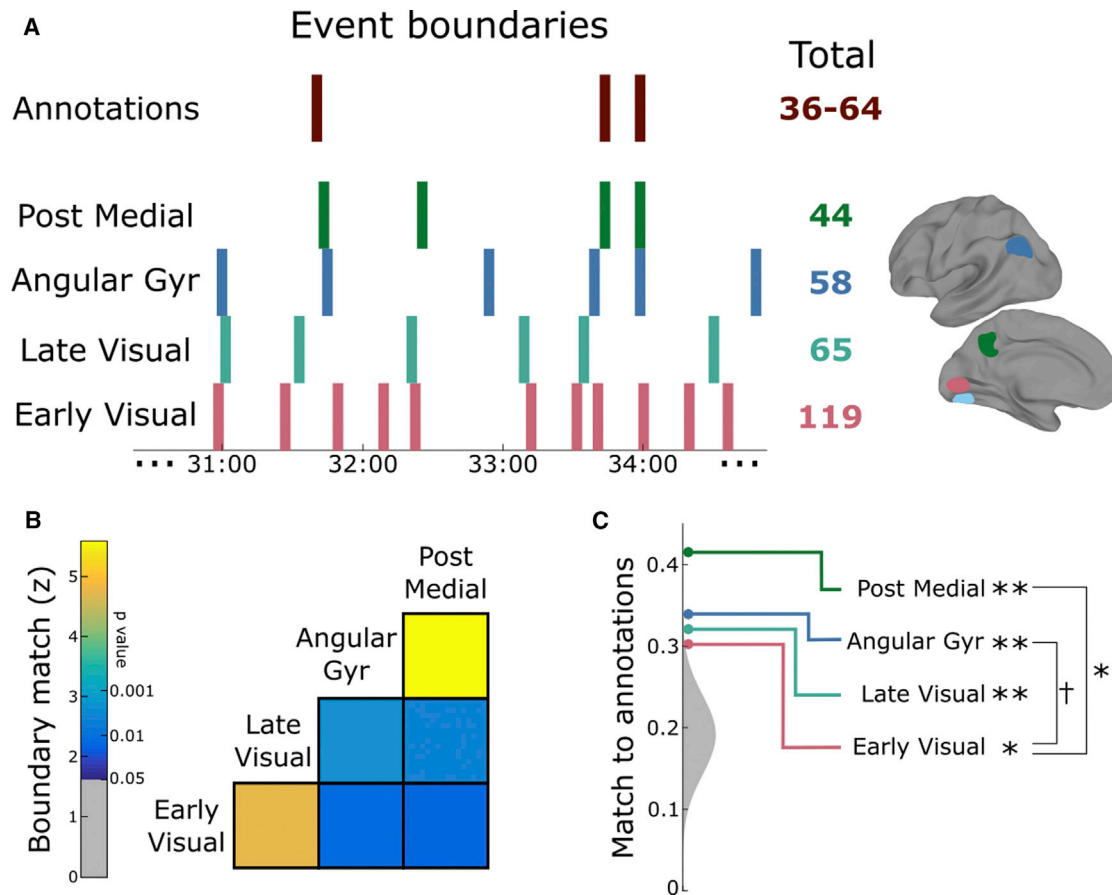 A
Event boundaries
Total
Annotations
36-64
Post Medial
44
Angular Gyr
58
Late Visual
65
Early Visual
119
... 31:00 32:00 33:00 34:00 ...
B
Boundary match (z)
5
4
3
2
1
0
p value
0.001
0.01
0.05
Post
Medial
Angular
Gyr
Late
Visual
Early
Visual
C
Match to annotations
0.4
0.3
0.2
0.1
0
Post Medial **
Angular Gyr **
Late Visual **
Early Visual *
†
*